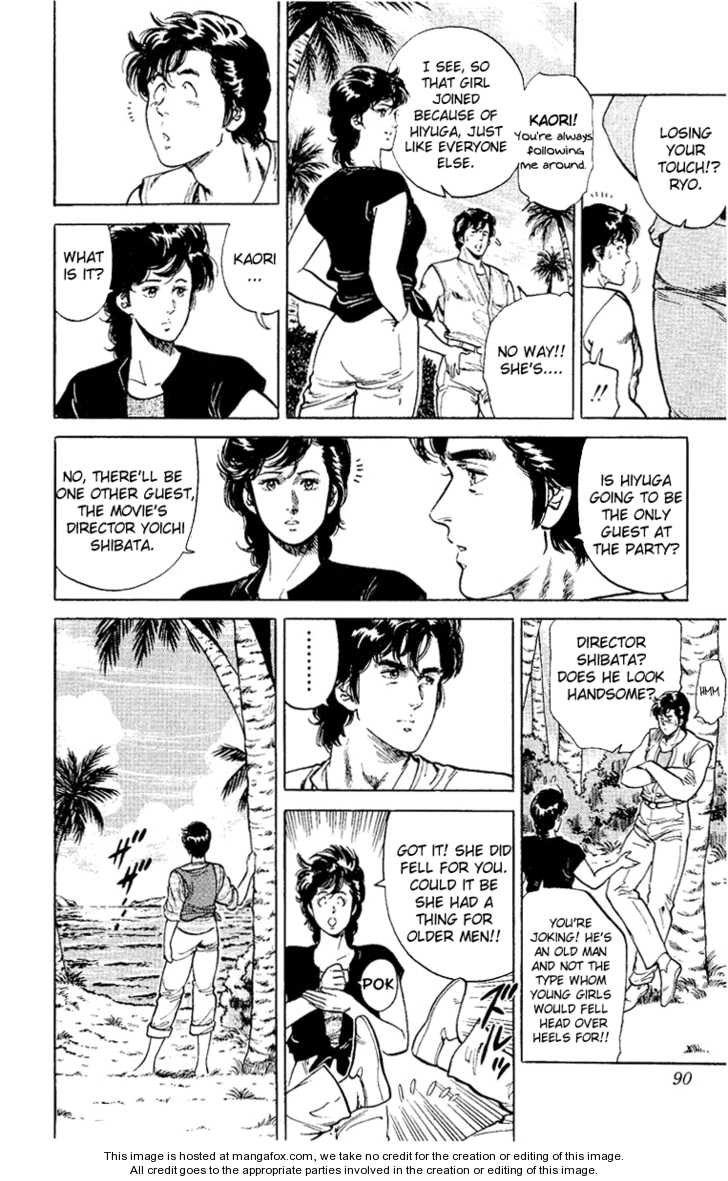 LOSING
YOUR
TOUCH!?
RYO.
!!
KAORI!
You're always
following
me around.
I SEE, SO
THAT GIRL
JOINED
BECAUSE OF
HIYUGA, JUST
LIKE EVERYONE
ELSE.
NO WAY!!
SHE'S....
KAORI
...
WHAT
IS IT?
IS HIYUGA
GOING TO BE
THE ONLY
GUEST AT
THE PARTY?
NO, THERE'LL BE
ONE OTHER GUEST,
THE MOVIE'S
DIRECTOR YOICHI
SHIBATA.
HMM
DIRECTOR
SHIBATA?
DOES HE LOOK
HANDSOME?
YOU'RE
JOKING! HE'S
AN OLD MAN
AND NOT THE
TYPE WHOM
YOUNG GIRLS
WOULD FELL
HEAD OVER
HEELS FOR!!
GOT IT! SHE DID
FELL FOR YOU.
COULD IT BE
SHE HAD A
THING FOR
OLDER MEN!!
POK
ズズッ
ザザ
ザザ
90
This image is hosted at mangafox.com, we take no credit for the creation or editing of this image.
All credit goes to the appropriate parties involved in the creation or editing of this image.